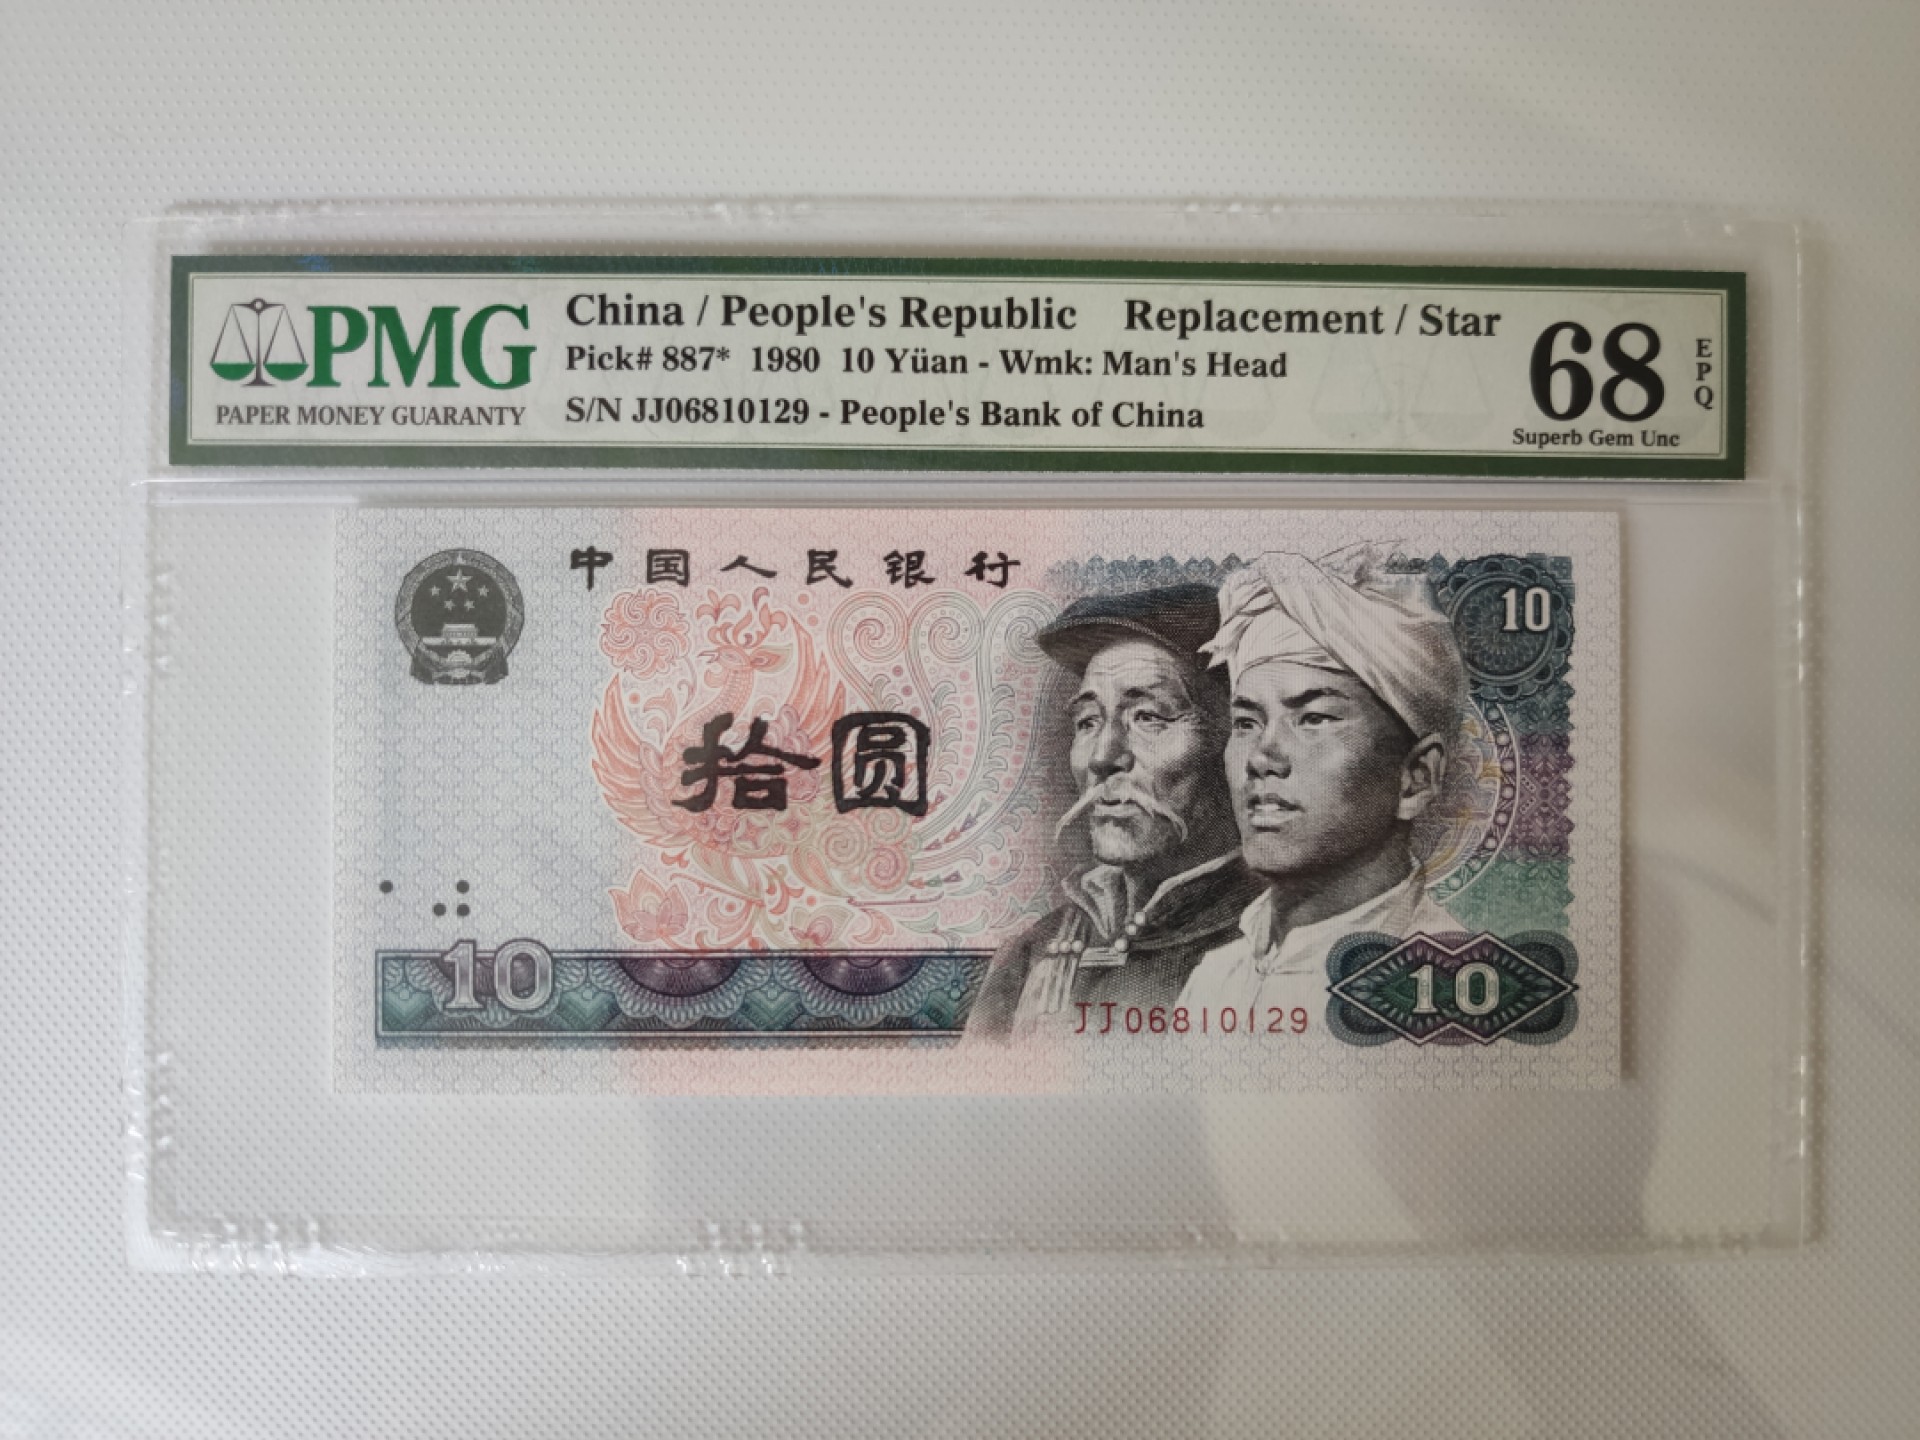 PMG
PAPER MONEY GUARANTY
China / People's Republic Replacement / Star
Pick# 887* 1980 10 Yüan - Wmk: Man's Head
S/N JJ06810129 - People's Bank of China
68
EPQ
Superb Gem Unc
中国人民银行
10
拾圆
10
JJ06810129
10